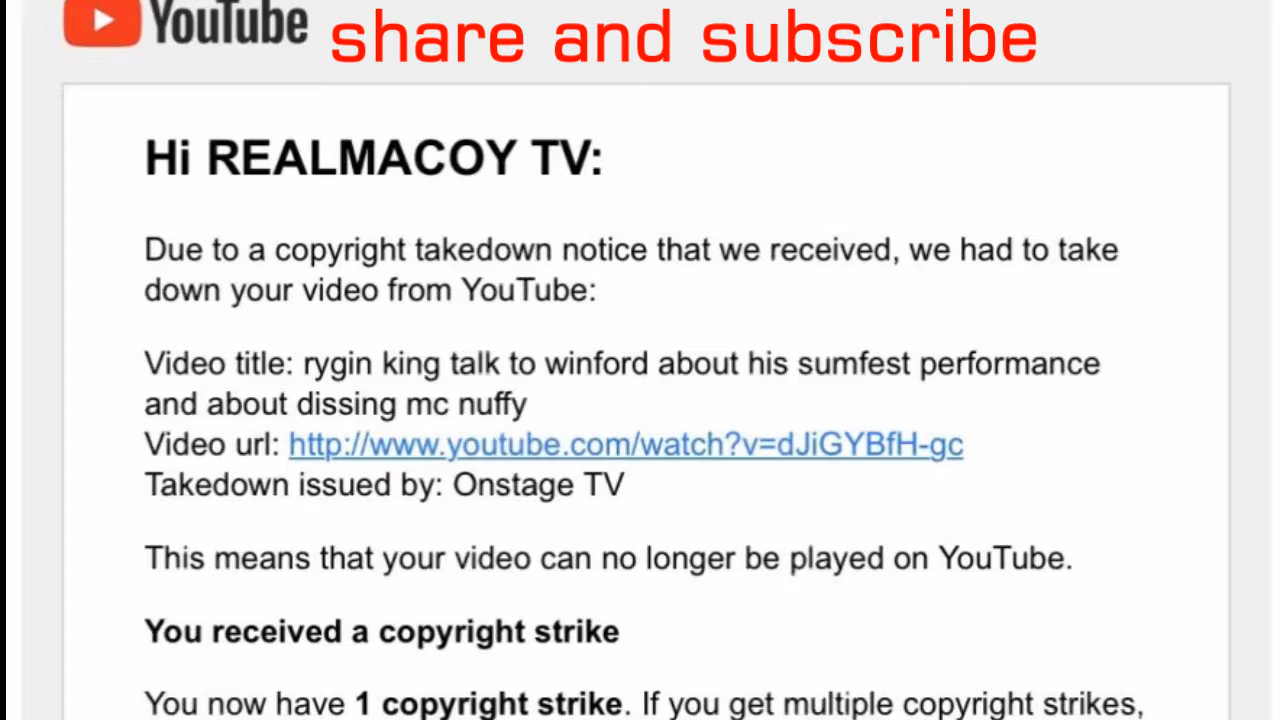 YouTube share and subscribe
Hi REALMACOY TV:
Due to a copyright takedown notice that we received, we had to take
down your video from YouTube:
Video title: rygin king talk to winford about his sumfest performance
and about dissing mc nuffy
Video url: http://www.youtube.com/watch?v=dJiGYBfH-gc
Takedown issued by: Onstage TV
This means that your video can no longer be played on YouTube.
You received a copyright strike
You now have 1 copyright strike. If you get multiple copyright strikes,